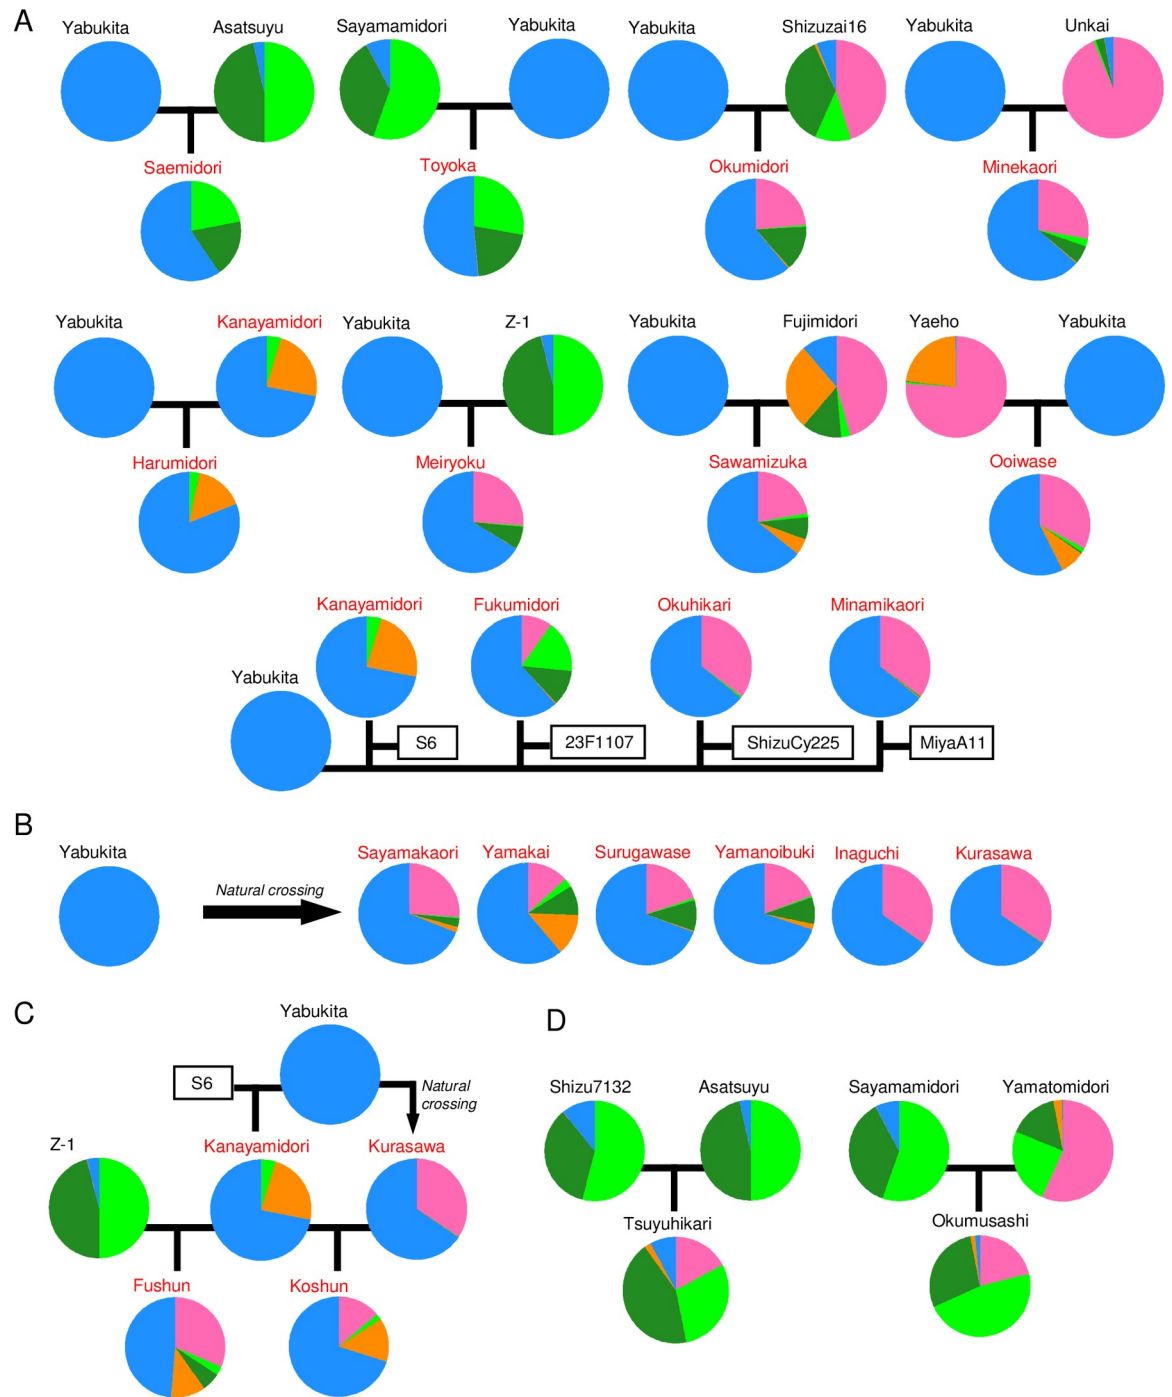 A
Yabukita
Asatsuyu
Sayamamidori
Yabukita
Yabukita
Shizuzai16
Yabukita
Unkai
Saemidori
Toyoka
Okumidori
Minekaori
Yabukita
Kanayamidori
Yabukita
Z-1
Yabukita
Fujimidori
Yaeho
Yabukita
Harumidori
Meiryoku
Sawamizuka
Ooiwase
Kanayamidori
Fukumidori
Okuhikari
Minamikaori
Yabukita
S6
23F1107
ShizuCy225
MiyaA11
B
Yabukita
Natural crossing
Sayamakaori
Yamakai
Surugawase
Yamanoibuki
Inaguchi
Kurasawa
C
Yabukita
S6
Natural
crossing
Z-1
Kanayamidori
Kurasawa
Fushun
Koshun
D
Shizu7132
Asatsuyu
Sayamamidori
Yamatomidori
Tsuyuhikari
Okumusashi